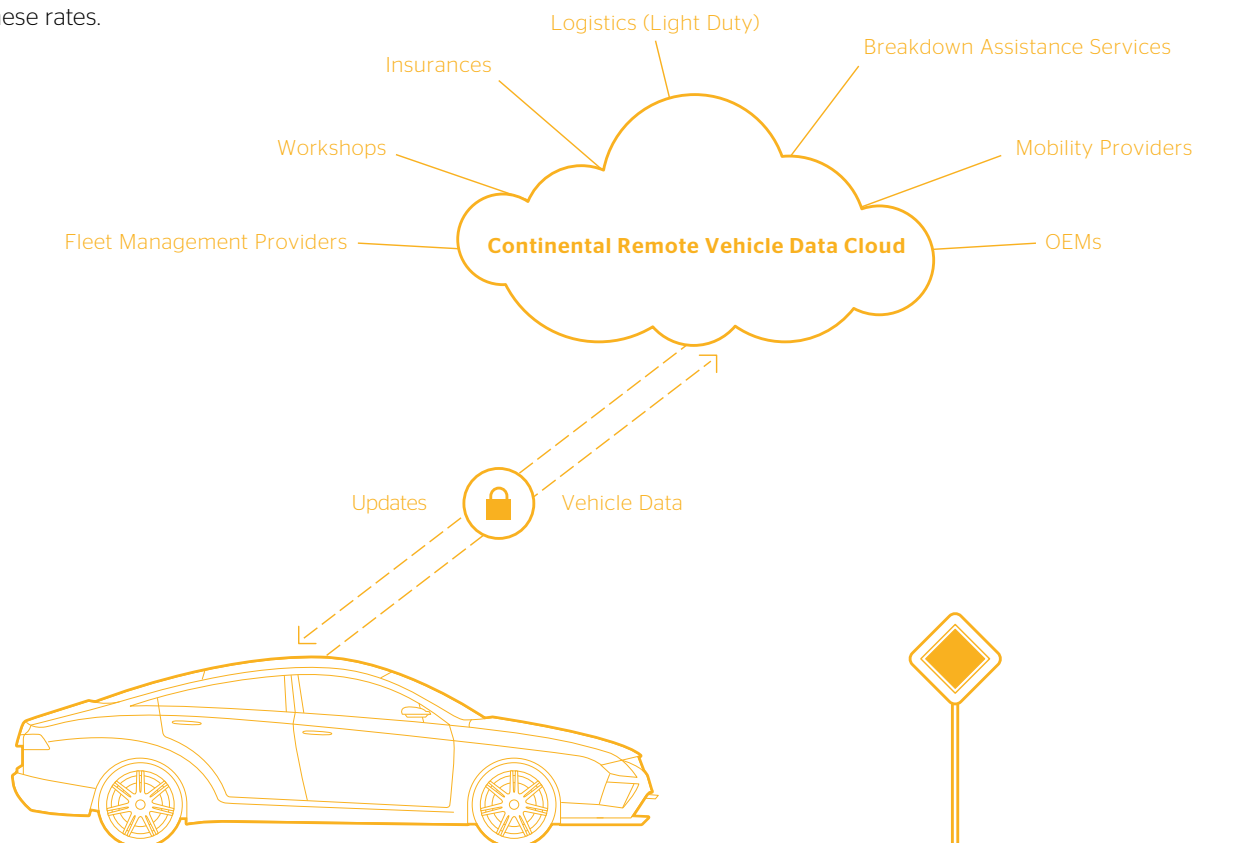 hese rates.
Logistics (Light Duty)
Breakdown Assistance Services
Insurances
Workshops
Mobility Providers
Fleet Management Providers
Continental Remote Vehicle Data Cloud
OEMs
Updates
Vehicle Data